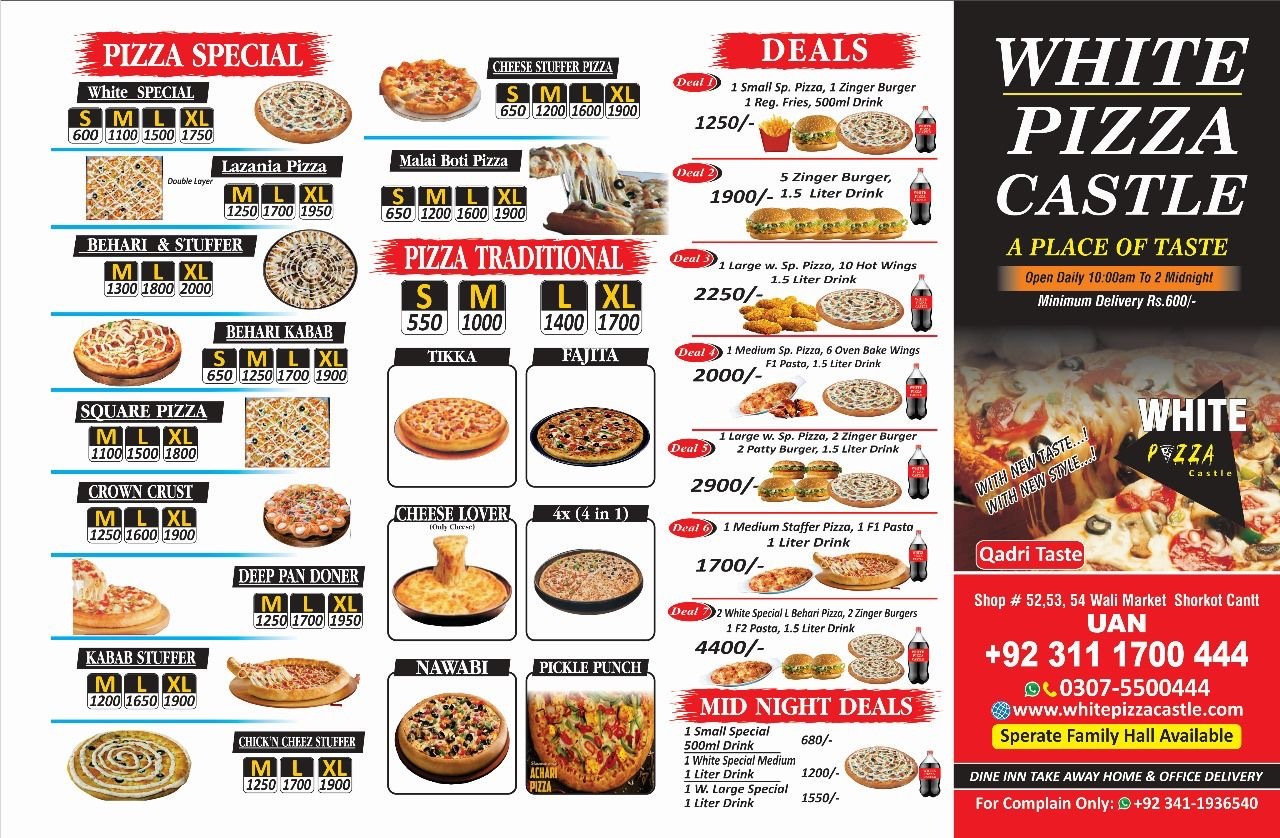 PIZZA SPECIAL
White SPECIAL
S M L XL
600 1100 1500 1750
Lazania Pizza
Double Layer
M L XL
1250 1700 1950
BEHARI & STUFFER
M L XL
1300 1800 2000
BEHARI KABAB
S M L XL
650 1250 1700 1900
SQUARE PIZZA
M L XL
1100 1500 1800
CROWN CRUST
M L XL
1250 1600 1900
DEEP PAN DONER
M L XL
1250 1700 1950
KABAB STUFFER
M L XL
1200 1650 1900
CHICK'N CHEEZ STUFFER
M L XL
1250 1700 1900
CHEESE STUFFER PIZZA
S M L XL
650 1200 1600 1900
Malai Boti Pizza
S M L XL
650 1200 1600 1900
PIZZA TRADITIONAL
S M L XL
550 1000 1400 1700
TIKKA
FAJITA
CHEESE LOVER
(Only Cheese)
4x (4 in 1)
NAWABI
PICKLE PUNCH
ACHARI
PIZZA
DEALS
Deal 1
1 Small Sp. Pizza, 1 Zinger Burger
1 Reg. Fries, 500ml Drink
1250/-
Deal 2
5 Zinger Burger,
1.5 Liter Drink
1900/-
Deal 3
1 Large w. Sp. Pizza, 10 Hot Wings
1.5 Liter Drink
2250/-
Deal 4
1 Medium Sp. Pizza, 6 Oven Bake Wings
F1 Pasta, 1.5 Liter Drink
2000/-
Deal 5
1 Large w. Sp. Pizza, 2 Zinger Burger
2 Patty Burger, 1.5 Liter Drink
2900/-
Deal 6
1 Medium Staffer Pizza, 1 F1 Pasta
1 Liter Drink
1700/-
Deal 7
2 White Special L Behari Pizza, 2 Zinger Burgers
1 F2 Pasta, 1.5 Liter Drink
4400/-
MID NIGHT DEALS
1 Small Special
500ml Drink 680/-
1 White Special Medium
1 Liter Drink 1200/-
1 W. Large Special
1 Liter Drink 1550/-
WHITE
PIZZA
CASTLE
A PLACE OF TASTE
Open Daily 10:00am To 2 Midnight
Minimum Delivery Rs.600/-
WHITE
PIZZA
Castle
WITH NEW TASTE...!
WITH NEW STYLE...!
Qadri Taste
Shop # 52,53, 54 Wali Market Shorkot Cantt
UAN
+92 311 1700 444
0307-5500444
www.whitepizzacastle.com
Sperate Family Hall Available
DINE INN TAKE AWAY HOME & OFFICE DELIVERY
For Complain Only: +92 341-1936540